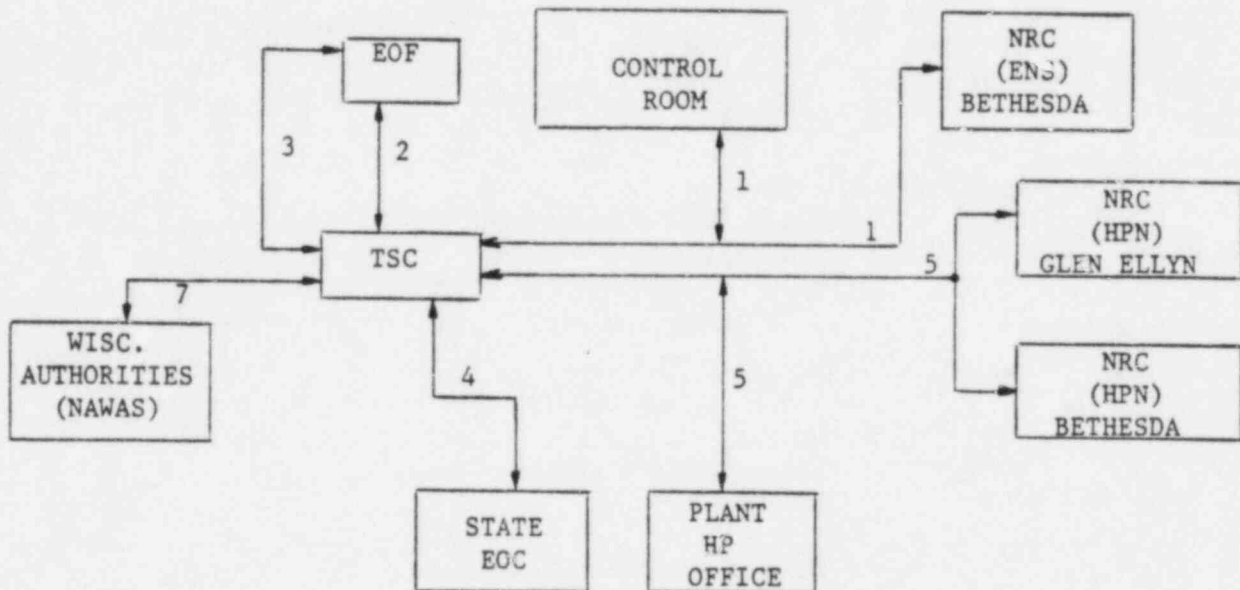 EOF
CONTROL
ROOM
NRC
(ENS)
BETHESDA
3
2
1
1
NRC
(HPN)
GLEN ELLYN
TSC
5
7
WISC.
AUTHORITIES
(NAWAS)
4
5
NRC
(HPN)
BETHESDA
STATE
EOC
PLANT
HP
OFFICE